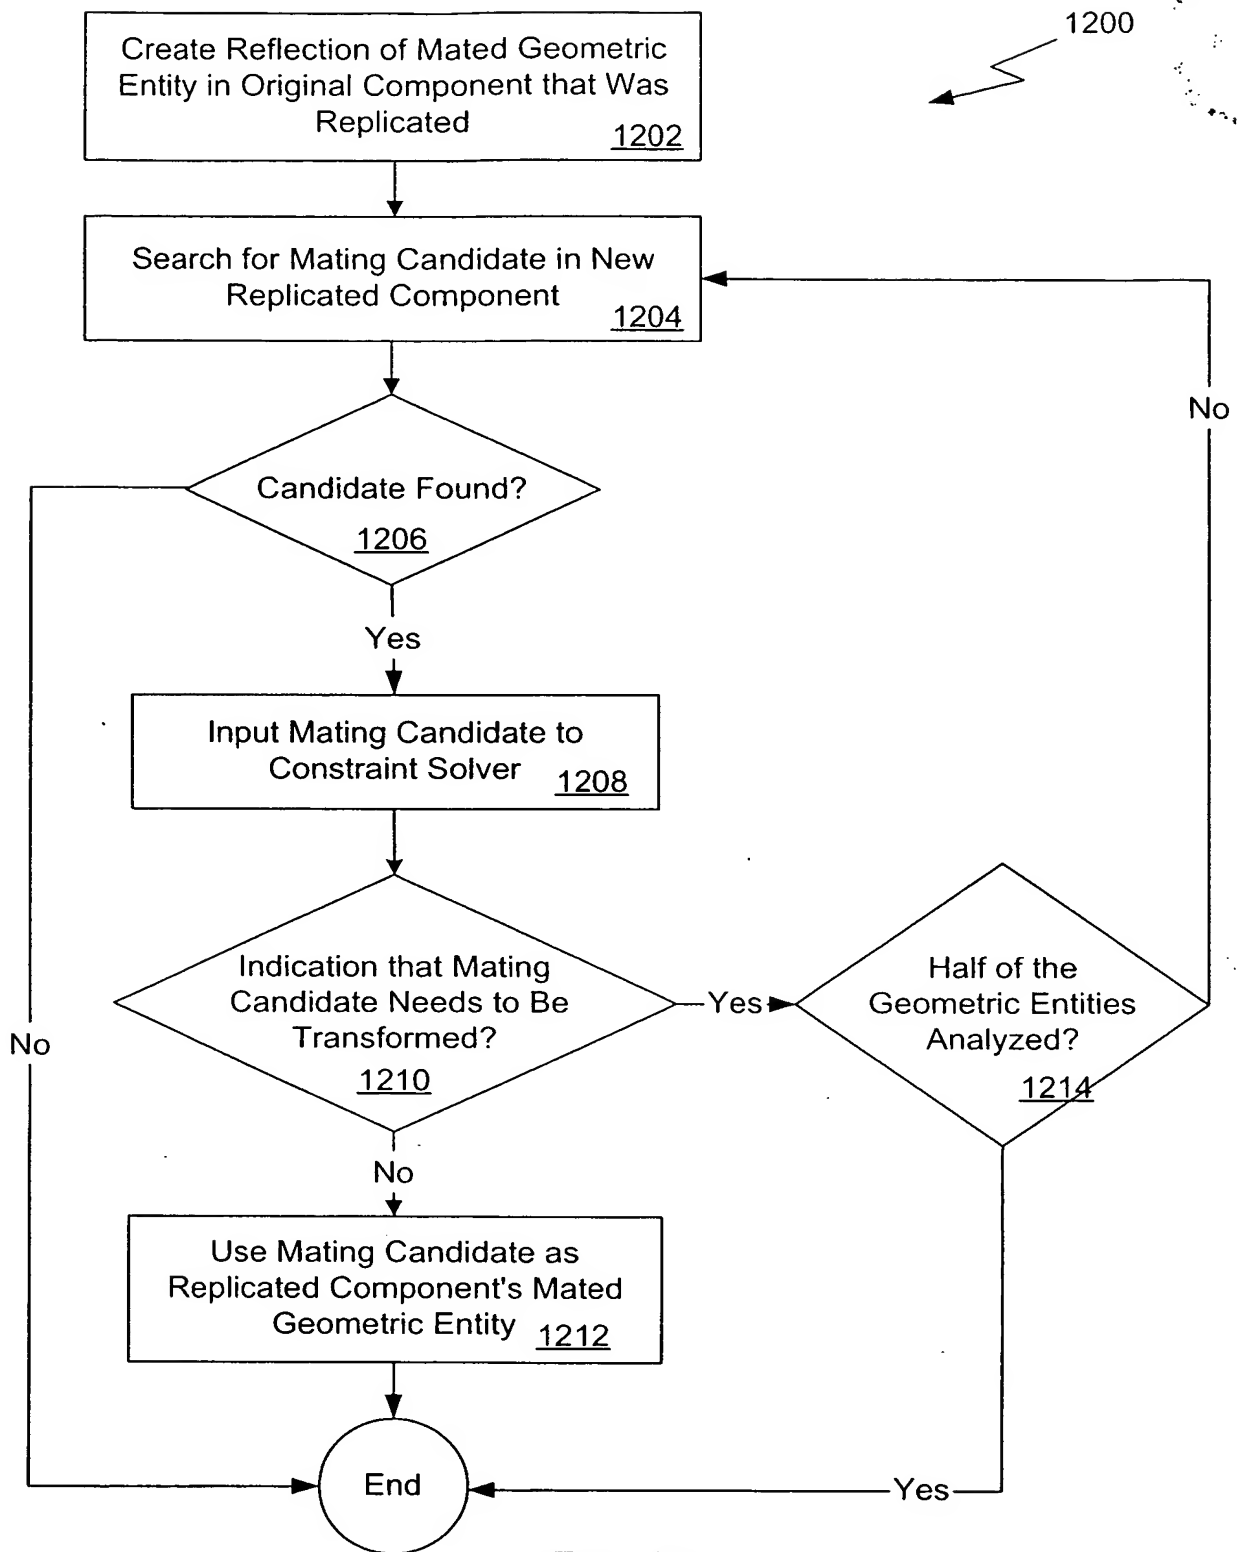 1200
Create Reflection of Mated Geometric
Entity in Original Component that Was
Replicated
1202
Search for Mating Candidate in New
Replicated Component
1204
No
Candidate Found?
1206
Yes
Input Mating Candidate to
Constraint Solver
1208
Indication that Mating
Candidate Needs to Be
Transformed?
1210
Yes
Half of the
Geometric Entities
Analyzed?
1214
No
No
Use Mating Candidate as
Replicated Component's Mated
Geometric Entity
1212
End
Yes